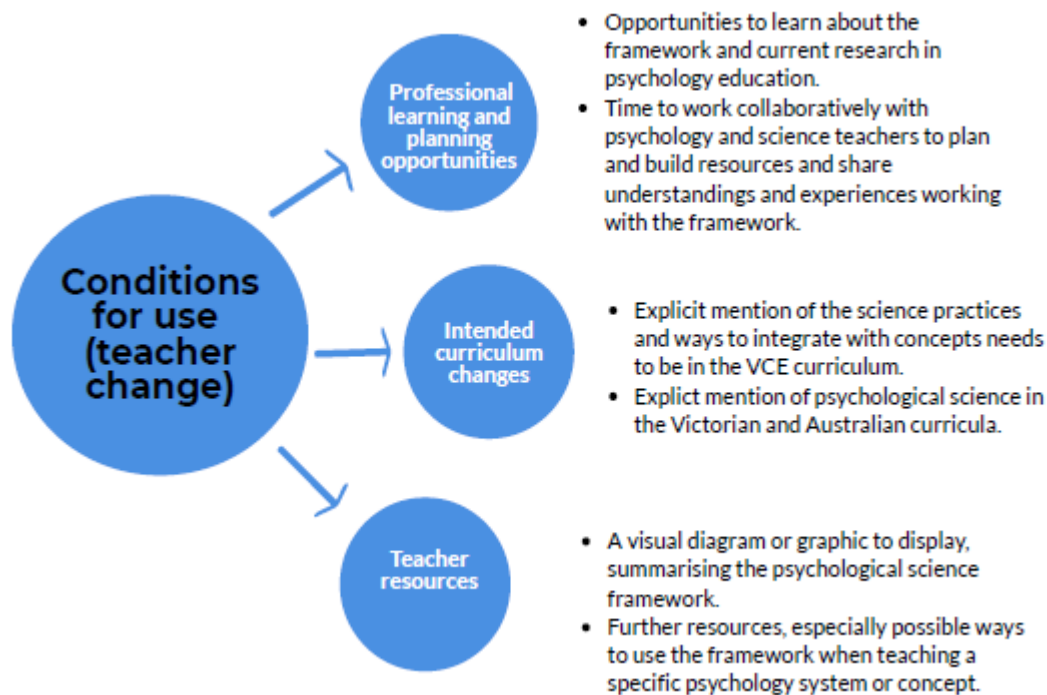 Conditions
for use
(teacher
change)
Professional
learning and
planning
opportunities
• Opportunities to learn about the
framework and current research in
psychology education.
• Time to work collaboratively with
psychology and science teachers to plan
and build resources and share
understandings and experiences working
with the framework.
Intended
curriculum
changes
• Explicit mention of the science practices
and ways to integrate with concepts needs
to be in the VCE curriculum.
• Explict mention of psychological science in
the Victorian and Australian curricula.
Teacher
resources
• A visual diagram or graphic to display,
summarising the psychological science
framework.
• Further resources, especially possible ways
to use the framework when teaching a
specific psychology system or concept.